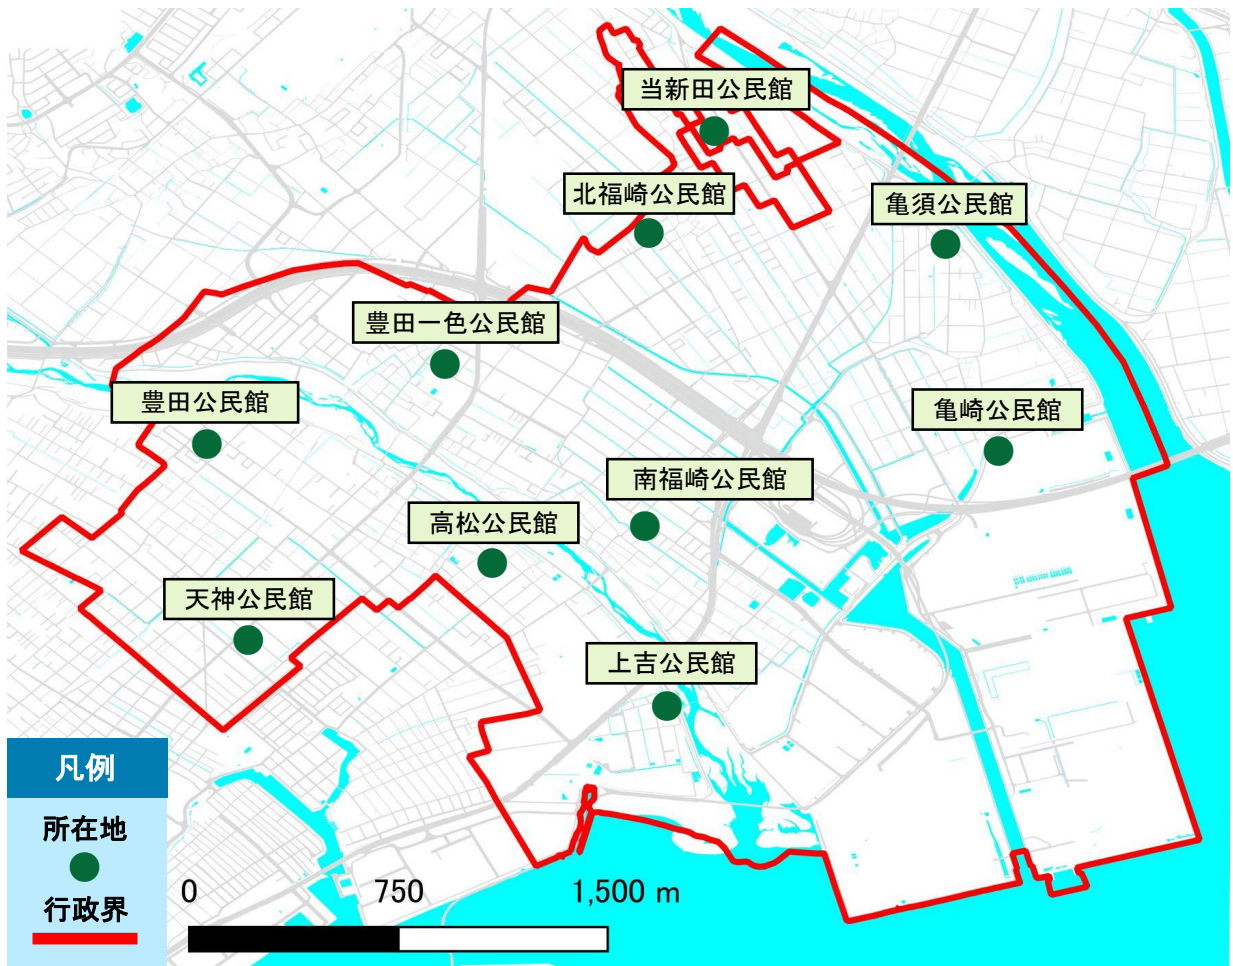 当新田公民館
北福崎公民館
亀須公民館
豊田一色公民館
豊田公民館
亀崎公民館
南福崎公民館
高松公民館
天神公民館
上吉公民館
凡例
所在地
行政界
0 750 1,500 m